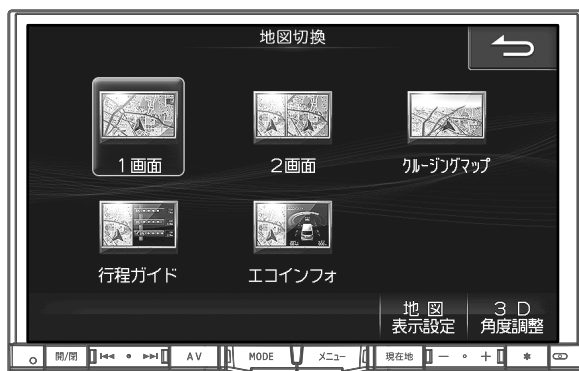 地図切換
1画面
2画面
クルージングマップ
行程ガイド
エコインフォ
地 図
表示設定
3 D
角度調整
開/閉
AV
MODE
メニュー
現在地
－
＋
＊